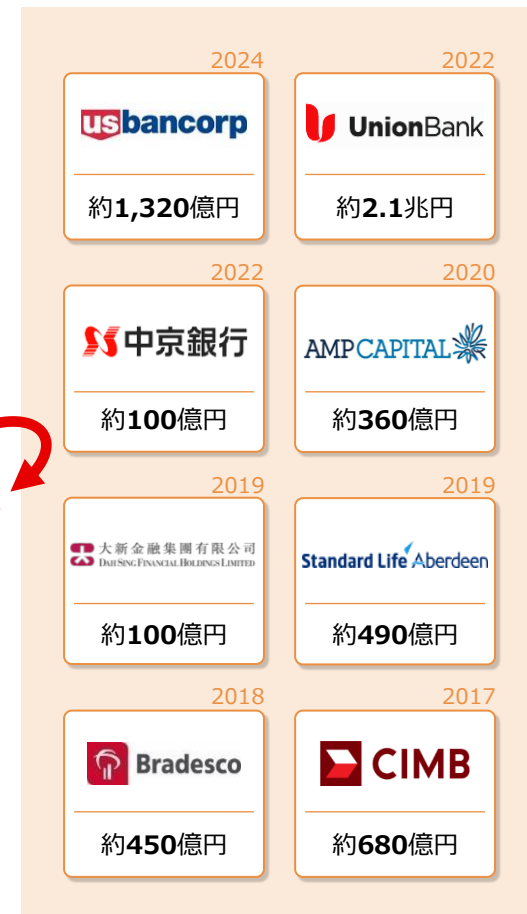 2024
usbancorp
約1,320億円
2022
UnionBank
約2.1兆円
2022
中京銀行
約100億円
2020
AMP CAPITAL
約360億円
2019
大新金融集團有限公司
DAH SING FINANCIAL HOLDINGS LIMITED
約100億円
2019
Standard Life Aberdeen
約490億円
2018
Bradesco
約450億円
2017
CIMB
約680億円